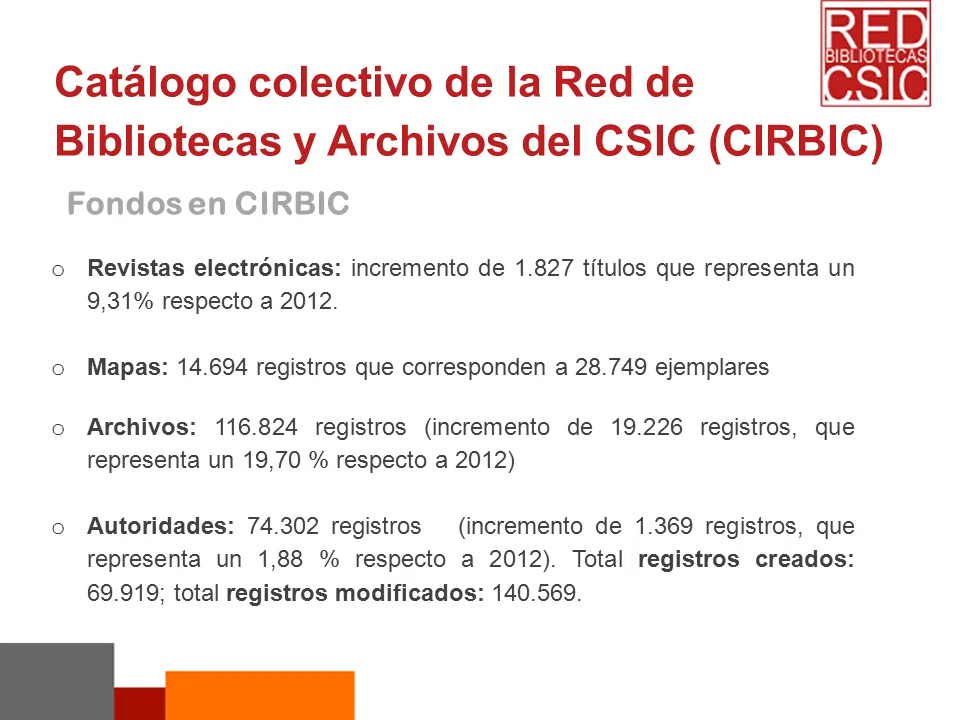 RED
BIBLIOTECAS
CSIC
Catálogo colectivo de la Red de
Bibliotecas y Archivos del CSIC (CIRBIC)
Fondos en CIRBIC
o Revistas electrónicas: incremento de 1.827 títulos que representa un
9,31% respecto a 2012.
o Mapas: 14.694 registros que corresponden a 28.749 ejemplares
o Archivos: 116.824 registros (incremento de 19.226 registros, que
representa un 19,70 % respecto a 2012)
o Autoridades: 74.302 registros (incremento de 1.369 registros, que
representa un 1,88 % respecto a 2012). Total registros creados:
69.919; total registros modificados: 140.569.